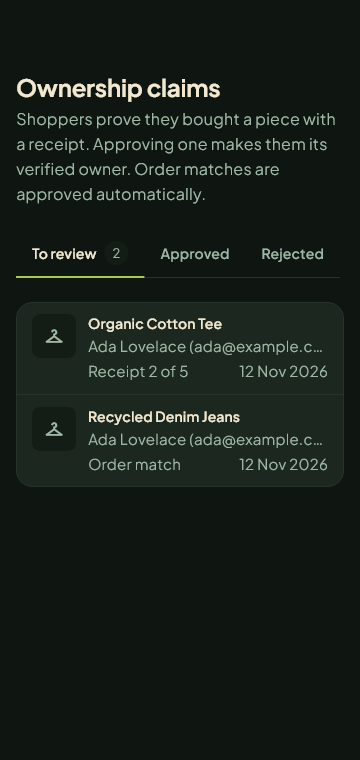 Ownership claims
Shoppers prove they bought a piece with
a receipt. Approving one makes them its
verified owner. Order matches are
approved automatically.
To review 2 Approved Rejected
Organic Cotton Tee
Ada Lovelace (ada@example.c...
Receipt 2 of 5 12 Nov 2026
Recycled Denim Jeans
Ada Lovelace (ada@example.c...
Order match 12 Nov 2026